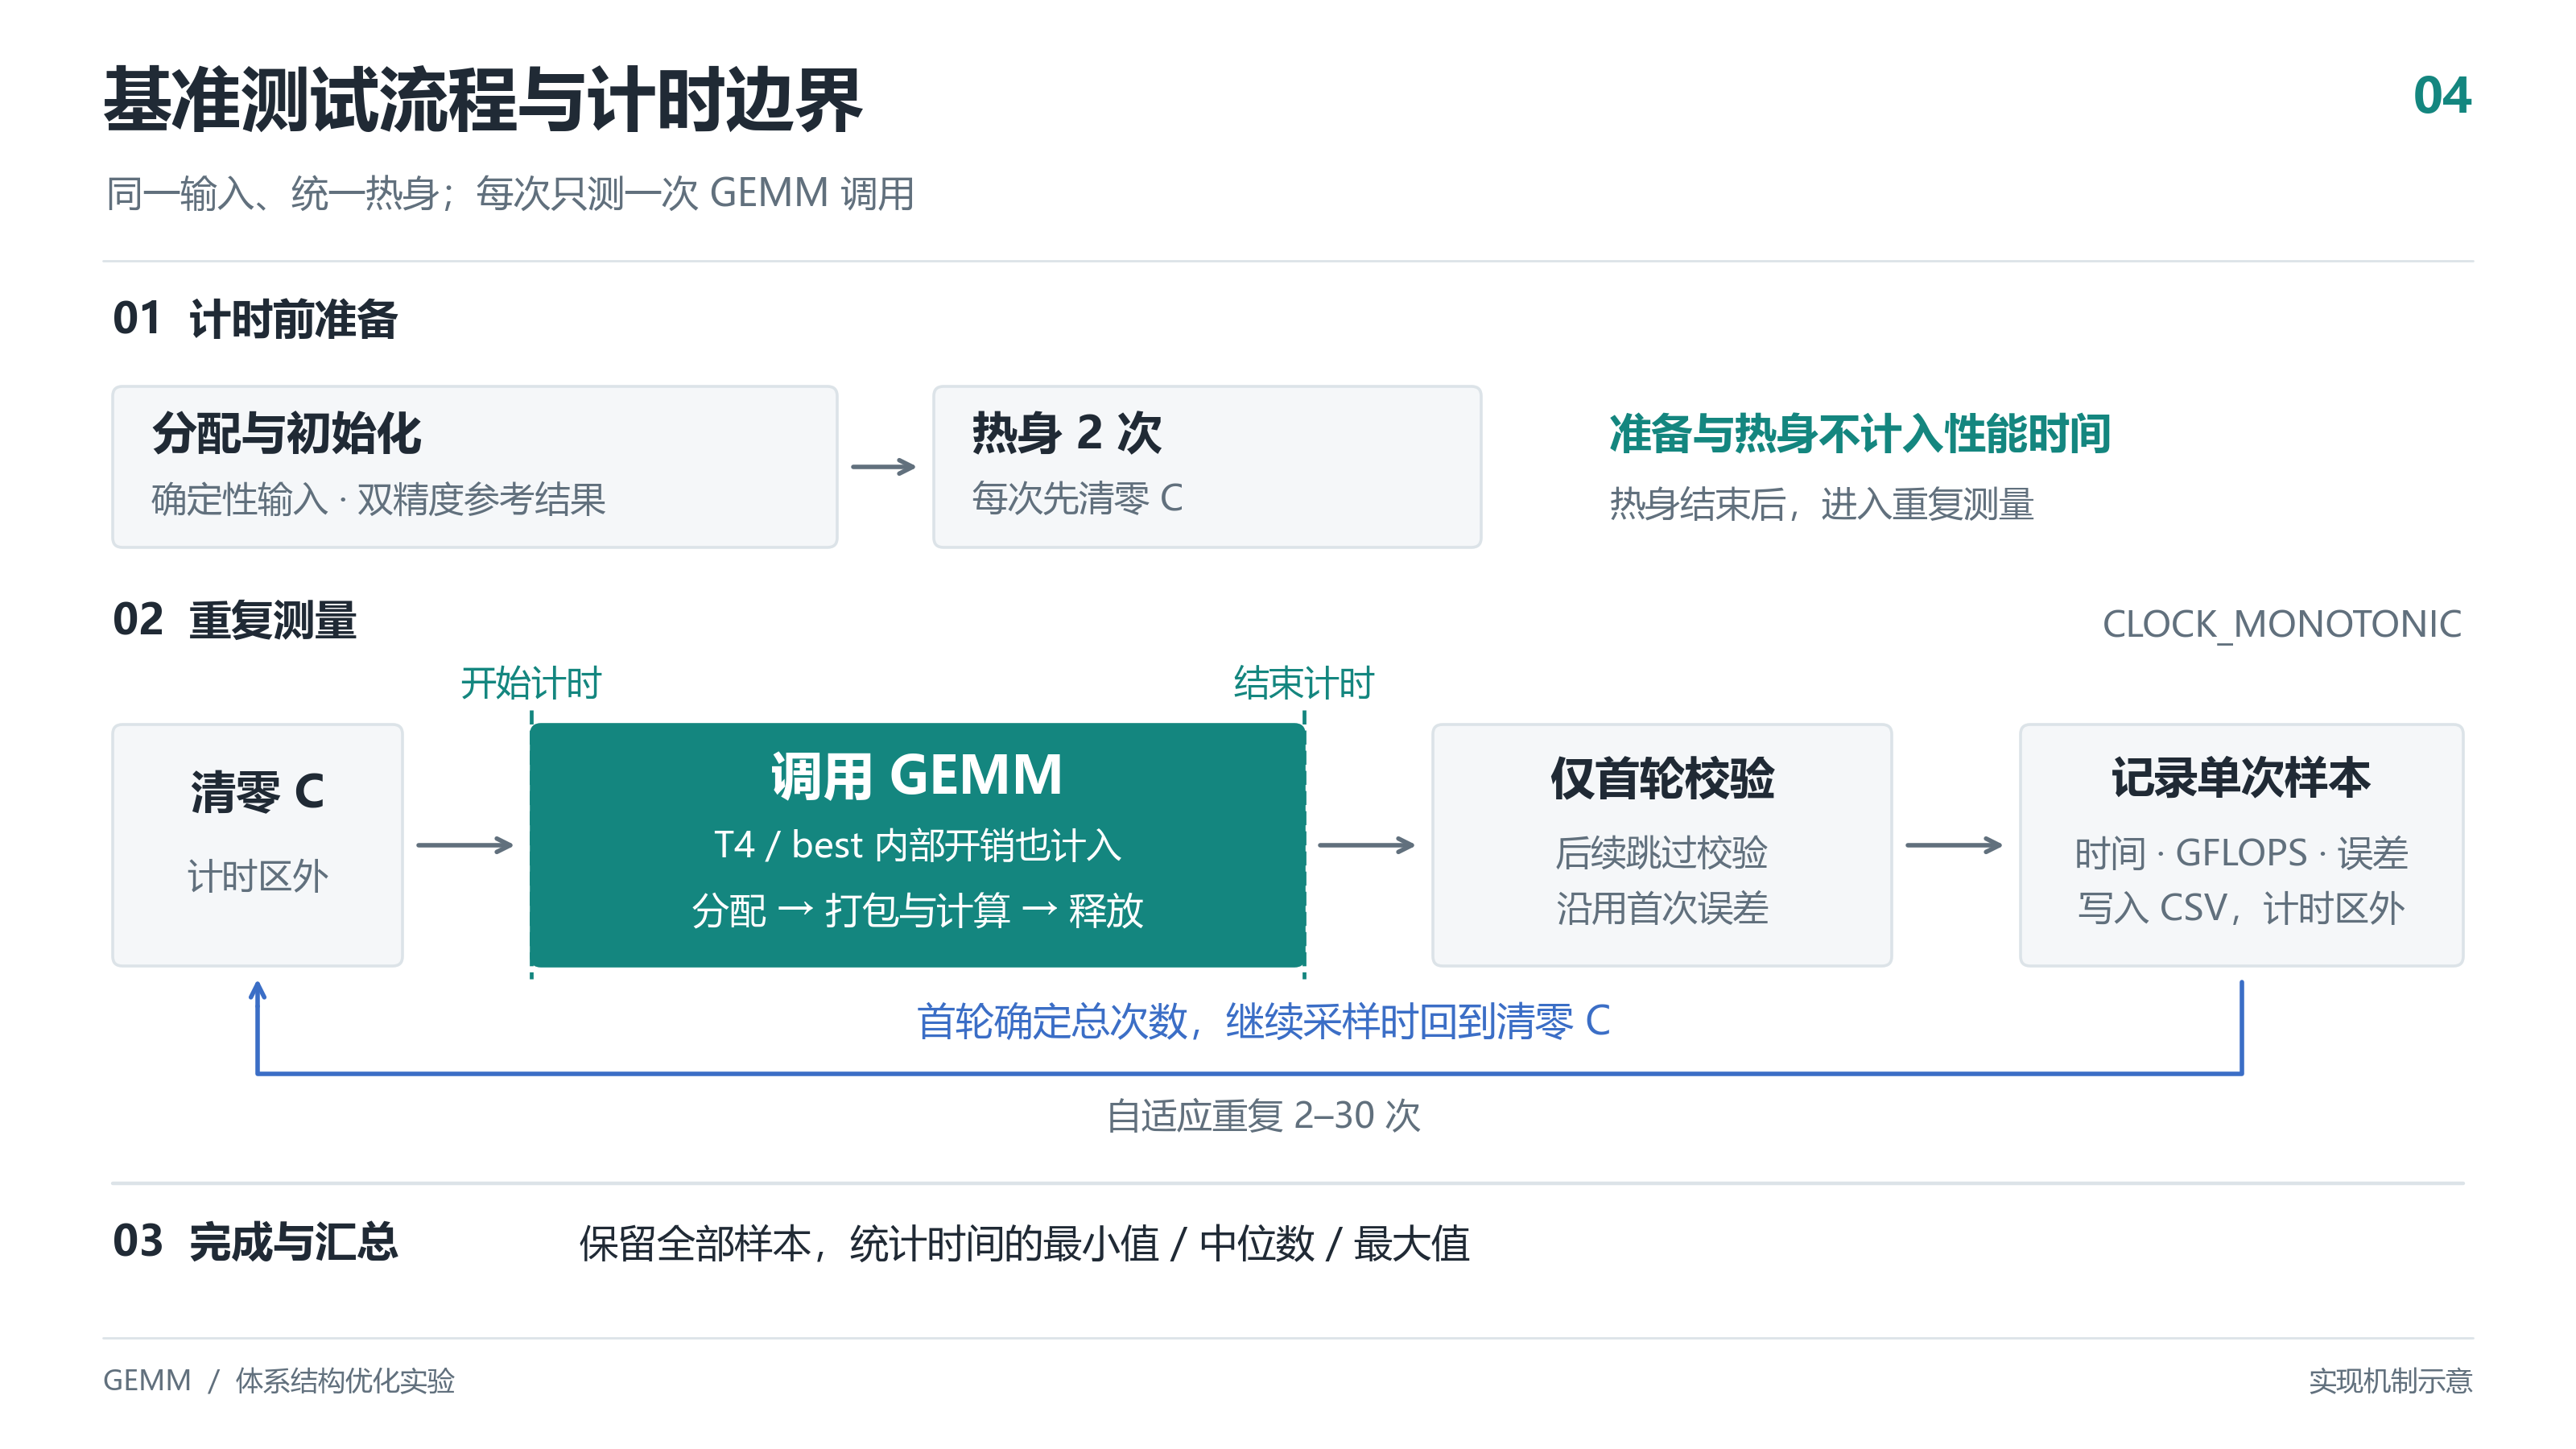 基准测试流程与计时边界
04
同一输入、统一热身；每次只测一次 GEMM 调用
01 计时前准备
分配与初始化
确定性输入 · 双精度参考结果
热身 2 次
每次先清零 C
准备与热身不计入性能时间
热身结束后，进入重复测量
02 重复测量
CLOCK_MONOTONIC
开始计时
结束计时
清零 C
计时区外
调用 GEMM
T4 / best 内部开销也计入
分配 → 打包与计算 → 释放
仅首轮校验
后续跳过校验
沿用首次误差
记录单次样本
时间 · GFLOPS · 误差
写入 CSV，计时区外
首轮确定总次数，继续采样时回到清零 C
自适应重复 2–30 次
03 完成与汇总
保留全部样本，统计时间的最小值 / 中位数 / 最大值
GEMM / 体系结构优化实验
实现机制示意